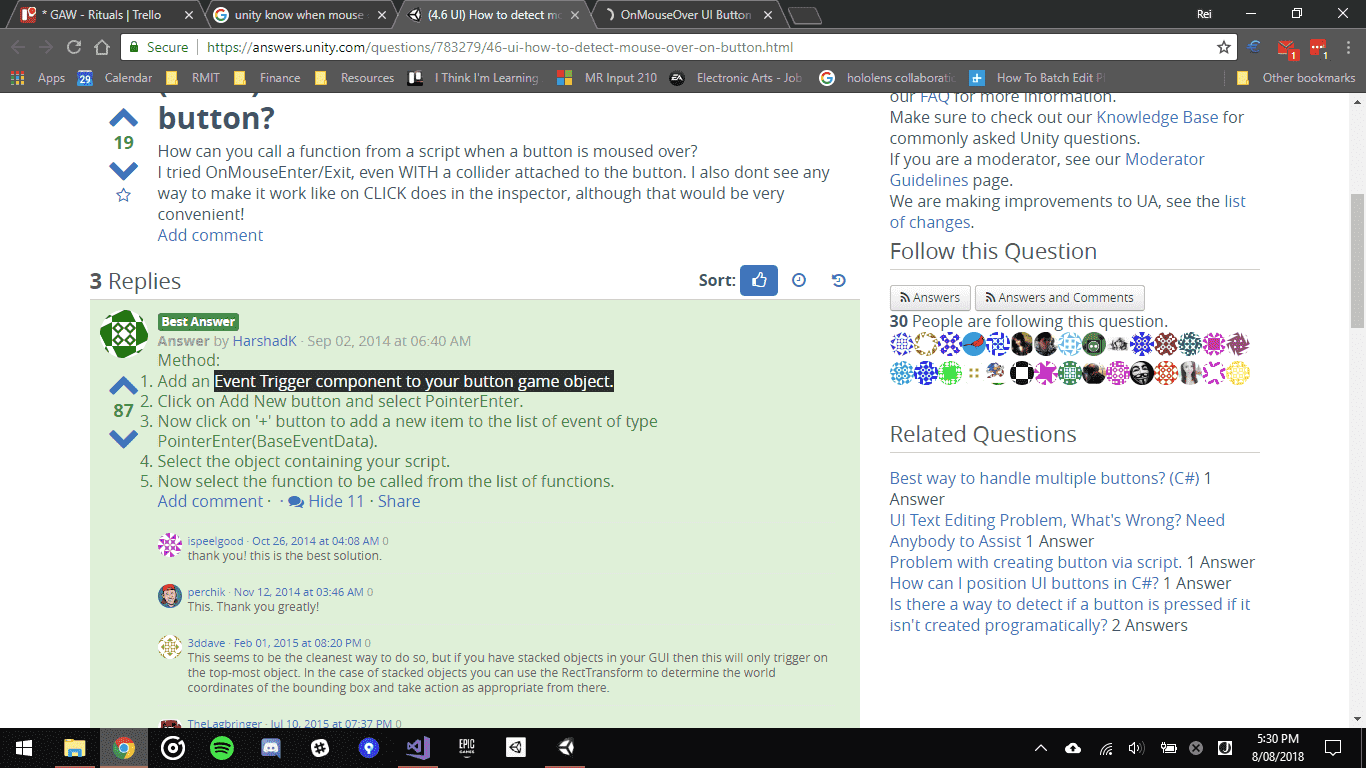 * GAW - Rituals | Trello
unity know when mouse
(4.6 UI) How to detect mo
OnMouseOver UI Button
Rei
Secure
https://answers.unity.com/questions/783279/46-ui-how-to-detect-mouse-over-on-button.html
Apps
29
Calendar
RMIT
Finance
Resources
I Think I'm Learning
MR Input 210
Electronic Arts - Job
hololens collaborati
How To Batch Edit P
Other bookmarks
button?
19
How can you call a function from a script when a button is moused over?
I tried OnMouseEnter/Exit, even WITH a collider attached to the button. I also dont see any
way to make it work like on CLICK does in the inspector, although that would be very
convenient!
Add comment
3 Replies
Sort:
Best Answer
Answer by HarshadK · Sep 02, 2014 at 06:40 AM
Method:
87
1. Add an Event Trigger component to your button game object.
2. Click on Add New button and select PointerEnter.
3. Now click on '+' button to add a new item to the list of event of type
PointerEnter(BaseEventData).
4. Select the object containing your script.
5. Now select the function to be called from the list of functions.
Add comment · · Hide 11 · Share
ispeelgood · Oct 26, 2014 at 04:08 AM 0
thank you! this is the best solution.
perchik · Nov 12, 2014 at 03:46 AM 0
This. Thank you greatly!
3ddave · Feb 01, 2015 at 08:20 PM 0
This seems to be the cleanest way to do so, but if you have stacked objects in your GUI then this will only trigger on
the top-most object. In the case of stacked objects you can use the RectTransform to determine the world
coordinates of the bounding box and take action as appropriate from there.
TheLagbringer · Jul 10, 2015 at 07:37 PM 0
our FAQ for more information.
Make sure to check out our Knowledge Base for
commonly asked Unity questions.
If you are a moderator, see our Moderator
Guidelines page.
We are making improvements to UA, see the list
of changes.
Follow this Question
Answers
Answers and Comments
30 People are following this question.
Related Questions
Best way to handle multiple buttons? (C#) 1
Answer
UI Text Editing Problem, What's Wrong? Need
Anybody to Assist 1 Answer
Problem with creating button via script. 1 Answer
How can I position UI buttons in C#? 1 Answer
Is there a way to detect if a button is pressed if it
isn't created programatically? 2 Answers
EPIC
GAMES
5:30 PM
8/08/2018